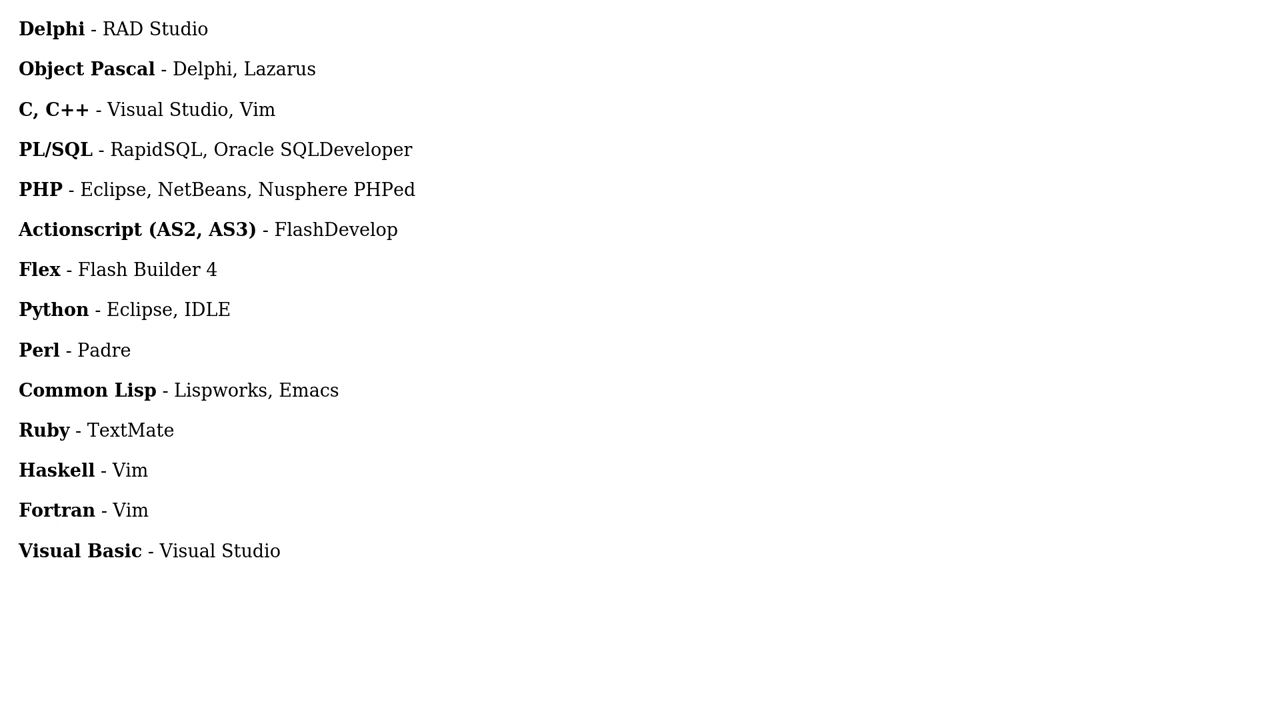 Delphi - RAD Studio
Object Pascal - Delphi, Lazarus
C, C++ - Visual Studio, Vim
PL/SQL - RapidSQL, Oracle SQLDeveloper
PHP - Eclipse, NetBeans, Nusphere PHPed
Actionscript (AS2, AS3) - FlashDevelop
Flex - Flash Builder 4
Python - Eclipse, IDLE
Perl - Padre
Common Lisp - Lispworks, Emacs
Ruby - TextMate
Haskell - Vim
Fortran - Vim
Visual Basic - Visual Studio